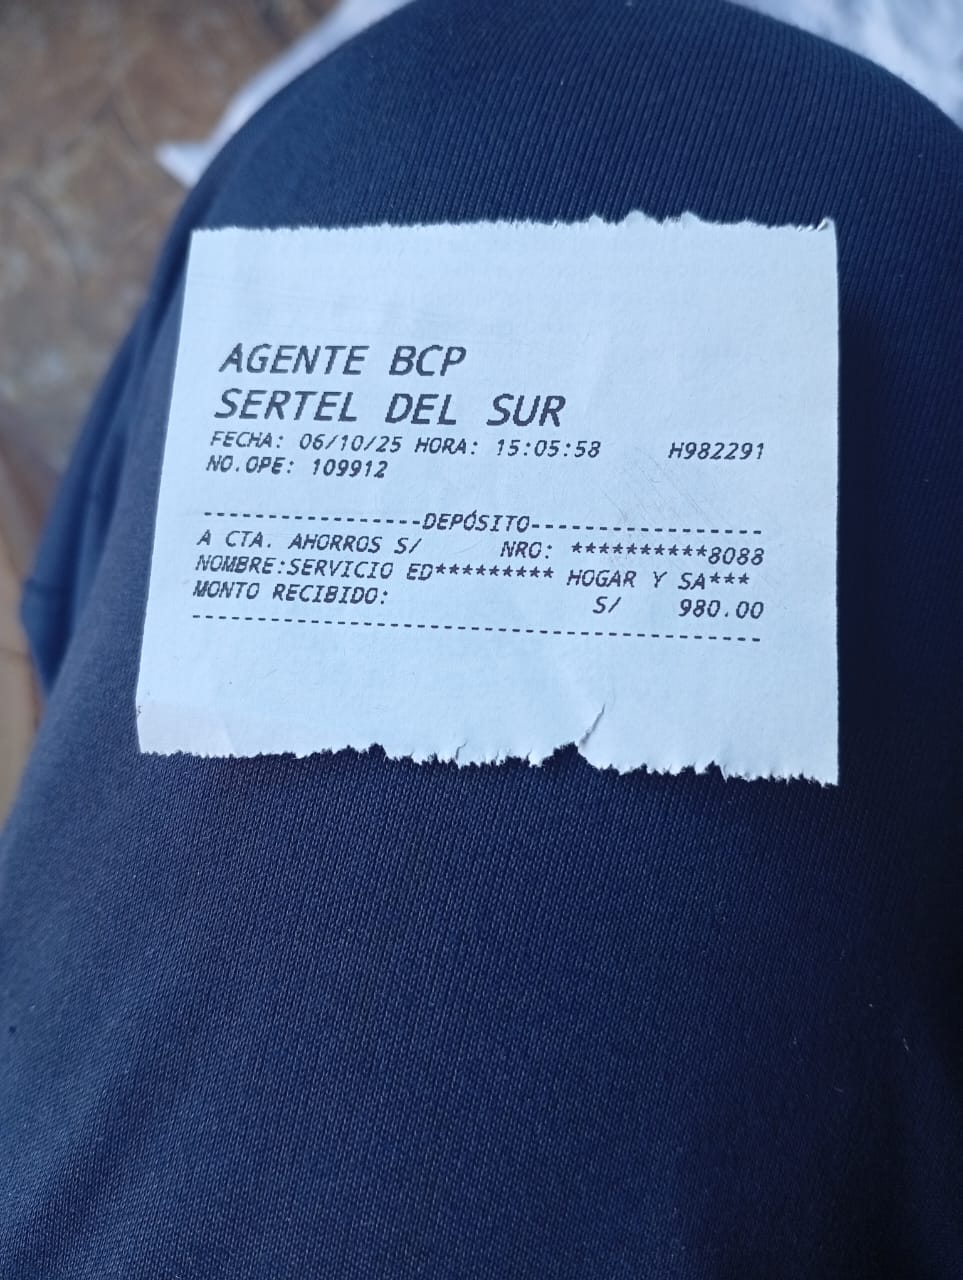 AGENTE BCP
SERTEL DEL SUR
FECHA: 06/10/25 HORA: 15:05:58 H982291
NO.OPE: 109912
-----------------DEPÓSITO------------------
A CTA. AHORROS S/ NRO: **********8088
NOMBRE:SERVICIO ED********* HOGAR Y SA***
MONTO RECIBIDO: S/ 980.00
-------------------------------------------